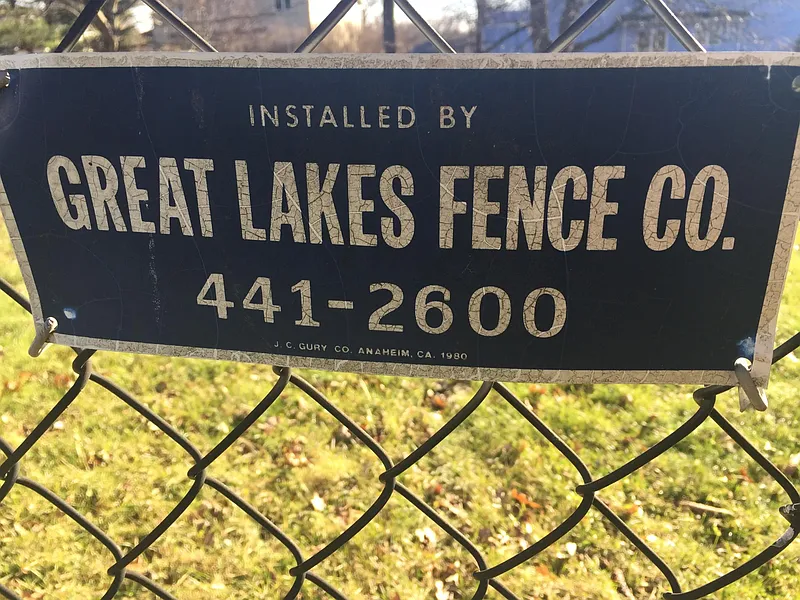 INSTALLED BY
GREAT LAKES FENCE CO.
441-2600
J. C. GURY CO. ANAHEIM, CA. 1980